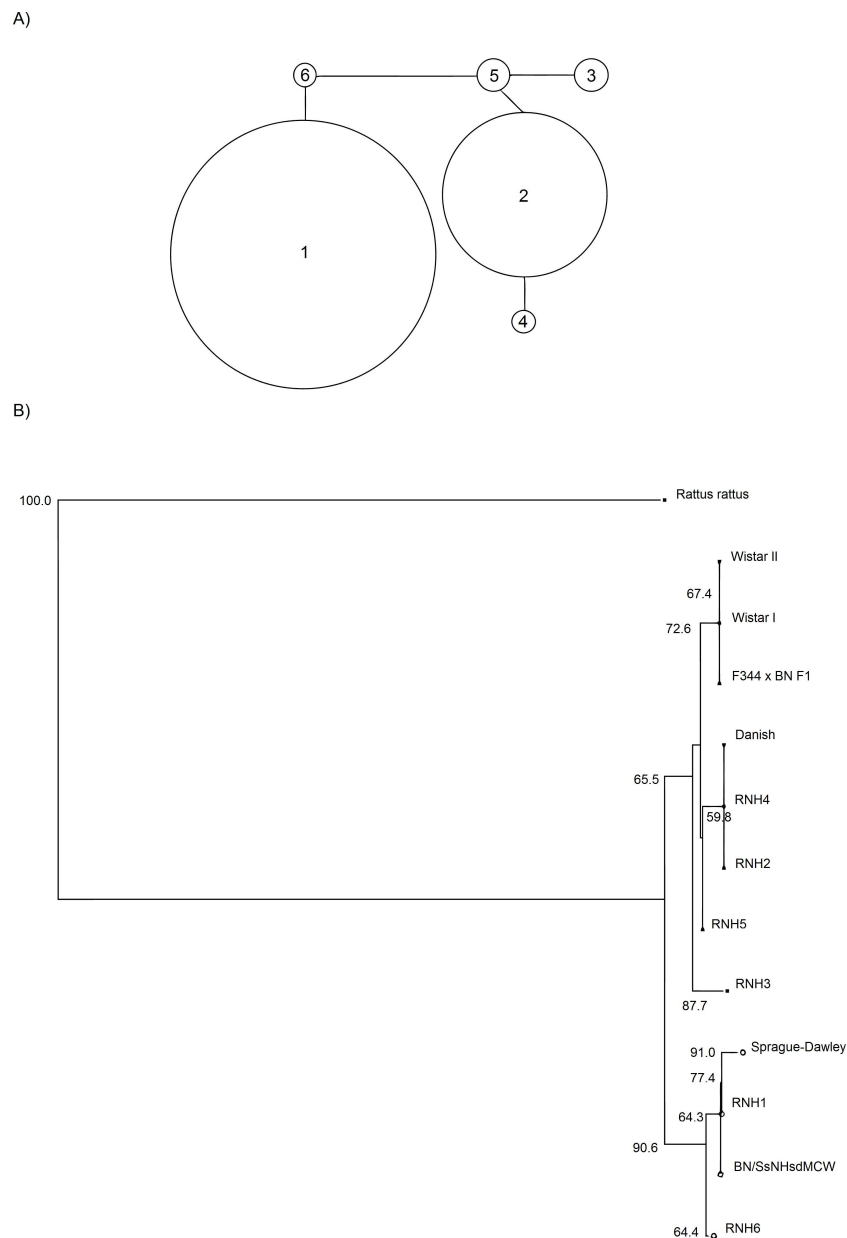 A)
6
5
3
1
2
4
B)
100.0
Rattus rattus
Wistar II
67.4
Wistar I
72.6
F344 x BN F1
Danish
65.5
RNH4
59.8
RNH2
RNH5
RNH3
87.7
Sprague-Dawley
91.0
77.4
RNH1
64.3
90.6
BN/SsNHsdMCW
RNH6
64.4